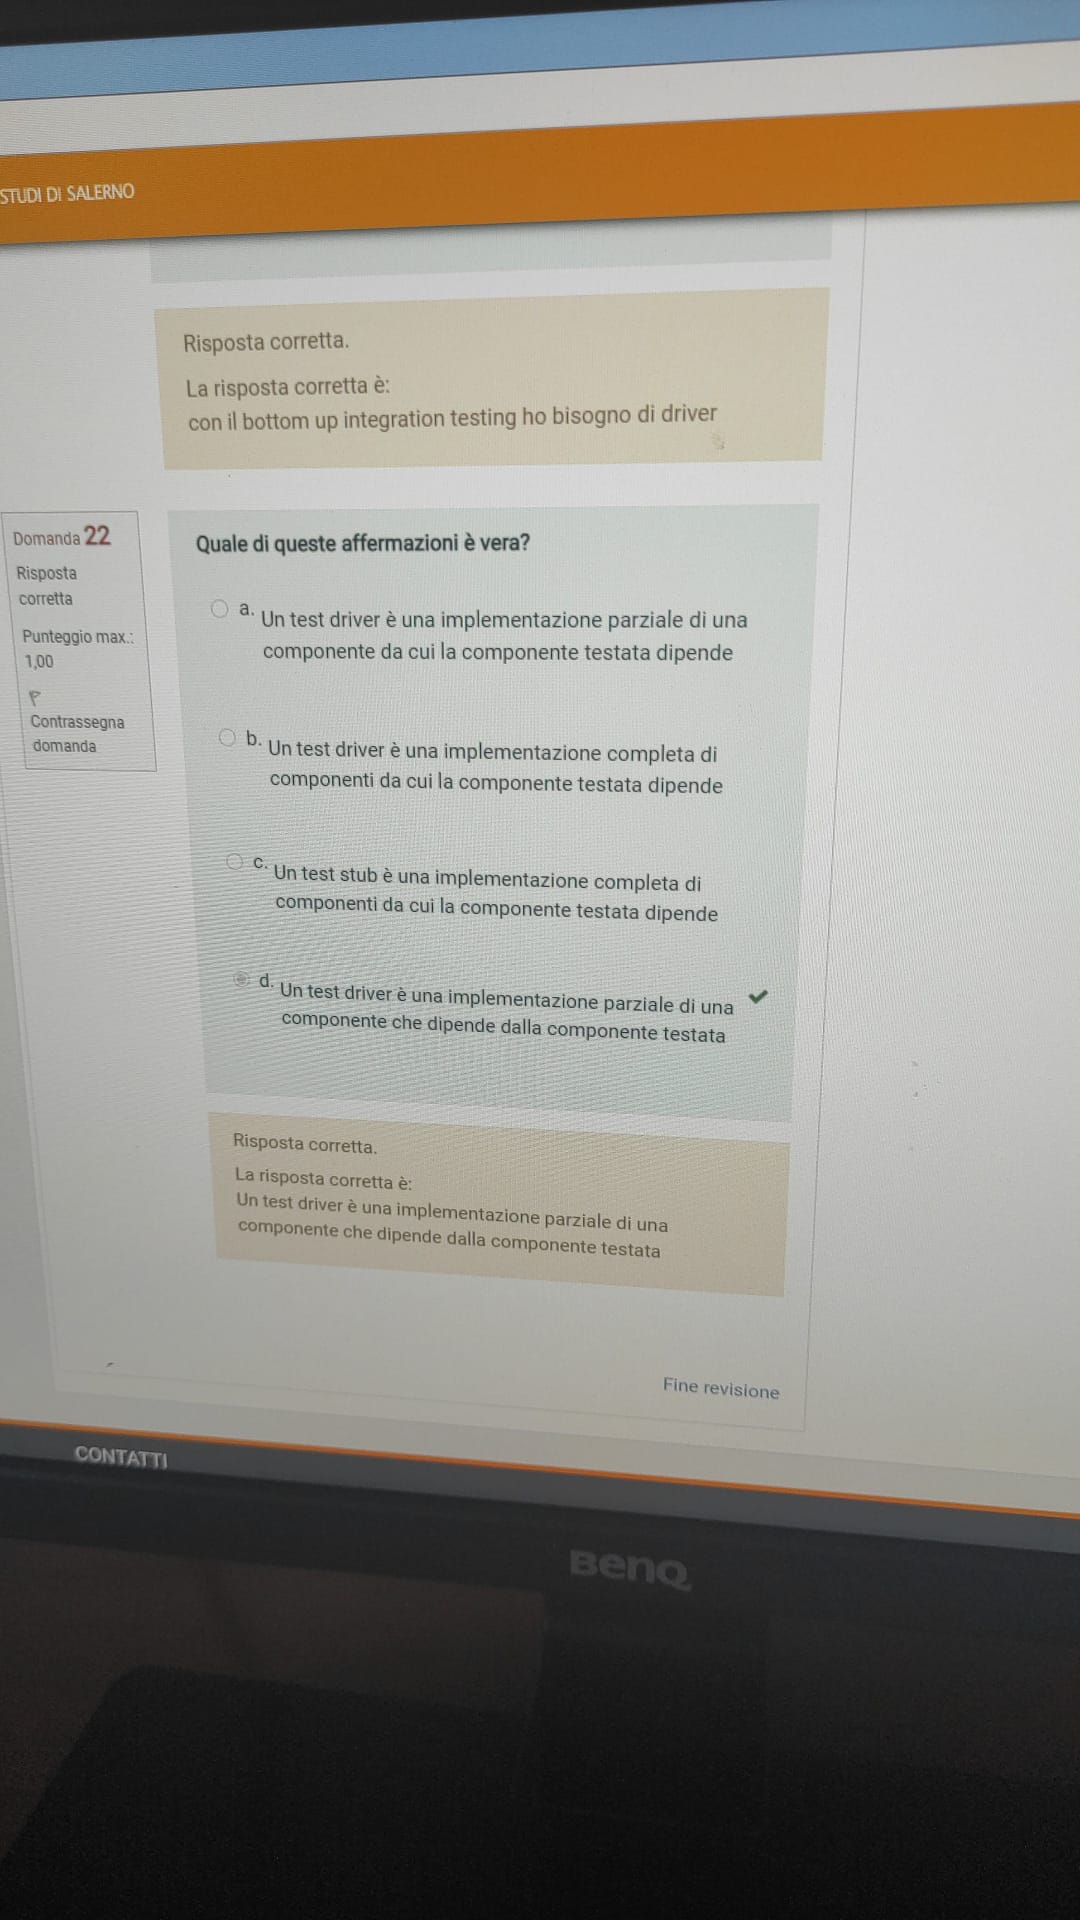 STUDI DI SALERNO
Risposta corretta.
La risposta corretta è:
con il bottom up integration testing ho bisogno di driver
Domanda 22
Risposta
corretta
Punteggio max.:
1,00
Contrassegna
domanda
Quale di queste affermazioni è vera?
a. Un test driver è una implementazione parziale di una
componente da cui la componente testata dipende
b. Un test driver è una implementazione completa di
componenti da cui la componente testata dipende
c. Un test stub è una implementazione completa di
componenti da cui la componente testata dipende
d. Un test driver è una implementazione parziale di una
componente che dipende dalla componente testata
Risposta corretta.
La risposta corretta è:
Un test driver è una implementazione parziale di una
componente che dipende dalla componente testata
Fine revisione
CONTATTI
BenQ